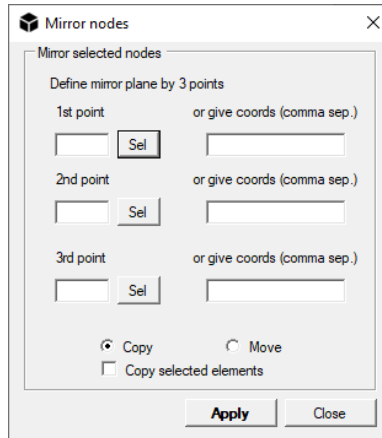 Mirror nodes
Mirror selected nodes
Define mirror plane by 3 points
1st point or give coords (comma sep.)
Sel
2nd point or give coords (comma sep.)
Sel
3rd point or give coords (comma sep.)
Sel
Copy Move
Copy selected elements
Apply Close